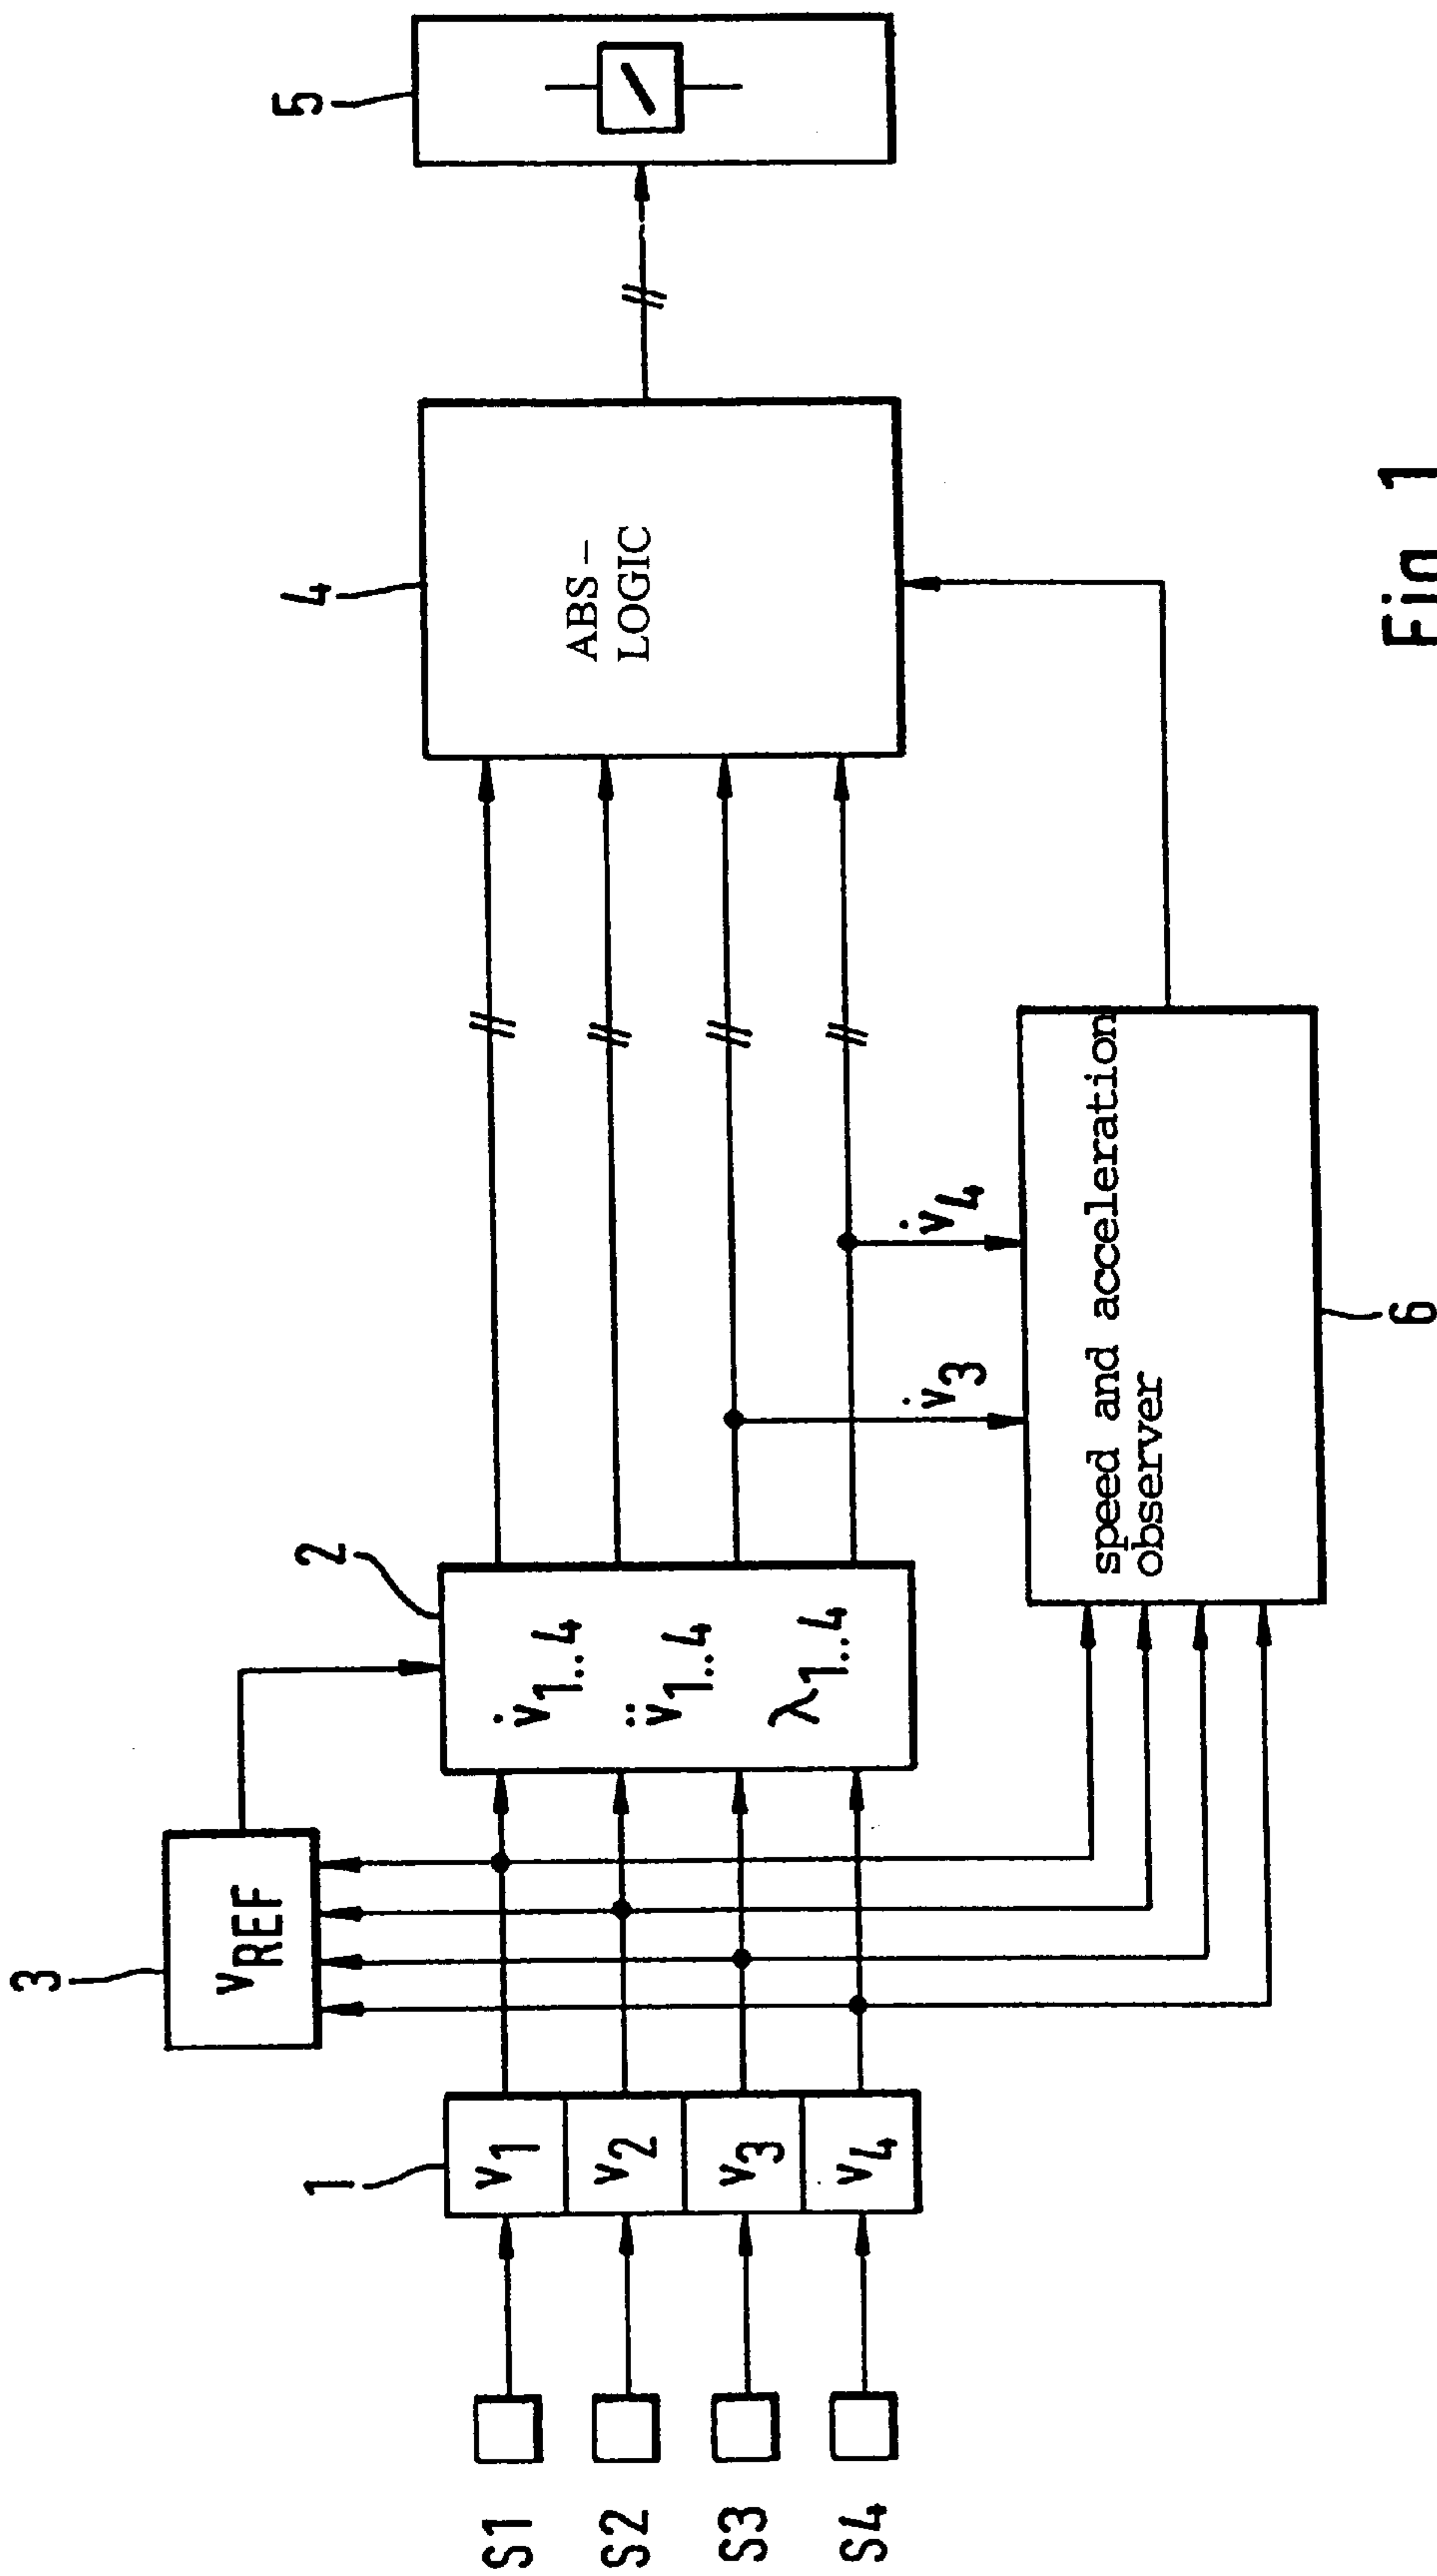 5
4
ABS –
LOGIC
3
vREF
2
v̇1..4
v̈1..4
λ1..4
1
v1
v2
v3
v4
S1
S2
S3
S4
v̇3
v̇4
speed and acceleration
observer
6
Fig. 1